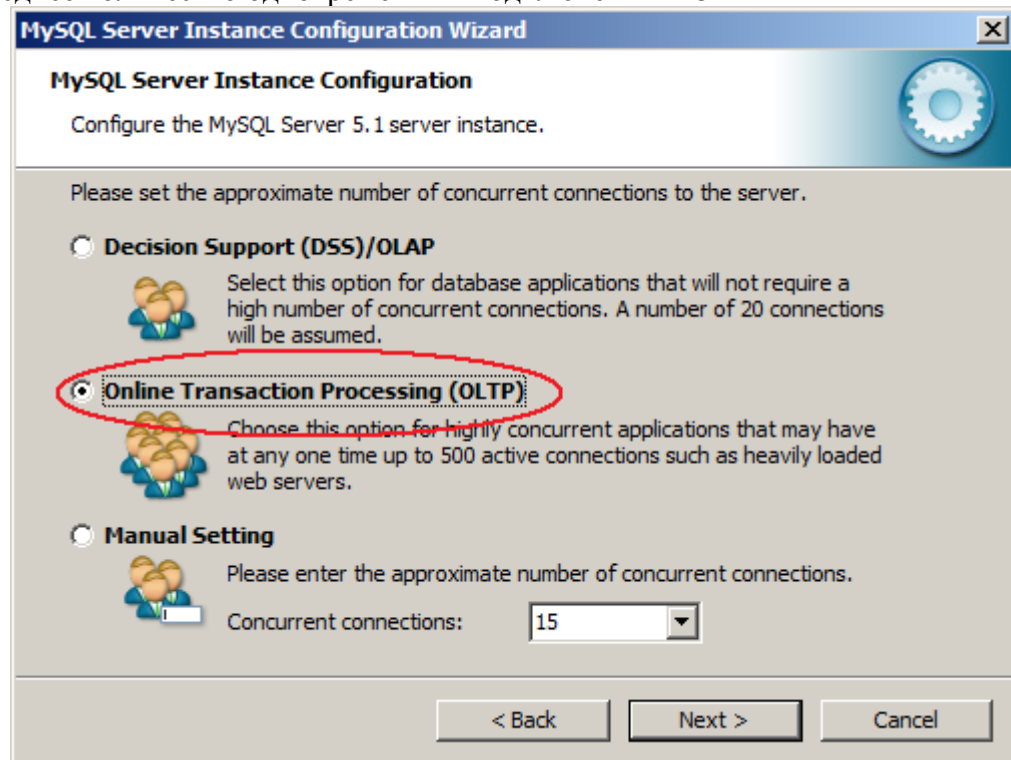 MySQL Server Instance Configuration Wizard
MySQL Server Instance Configuration
Configure the MySQL Server 5.1 server instance.
Please set the approximate number of concurrent connections to the server.
Decision Support (DSS)/OLAP
Select this option for database applications that will not require a
high number of concurrent connections. A number of 20 connections
will be assumed.
Online Transaction Processing (OLTP)
Choose this option for highly concurrent applications that may have
at any one time up to 500 active connections such as heavily loaded
web servers.
Manual Setting
Please enter the approximate number of concurrent connections.
Concurrent connections: 15
< Back Next > Cancel